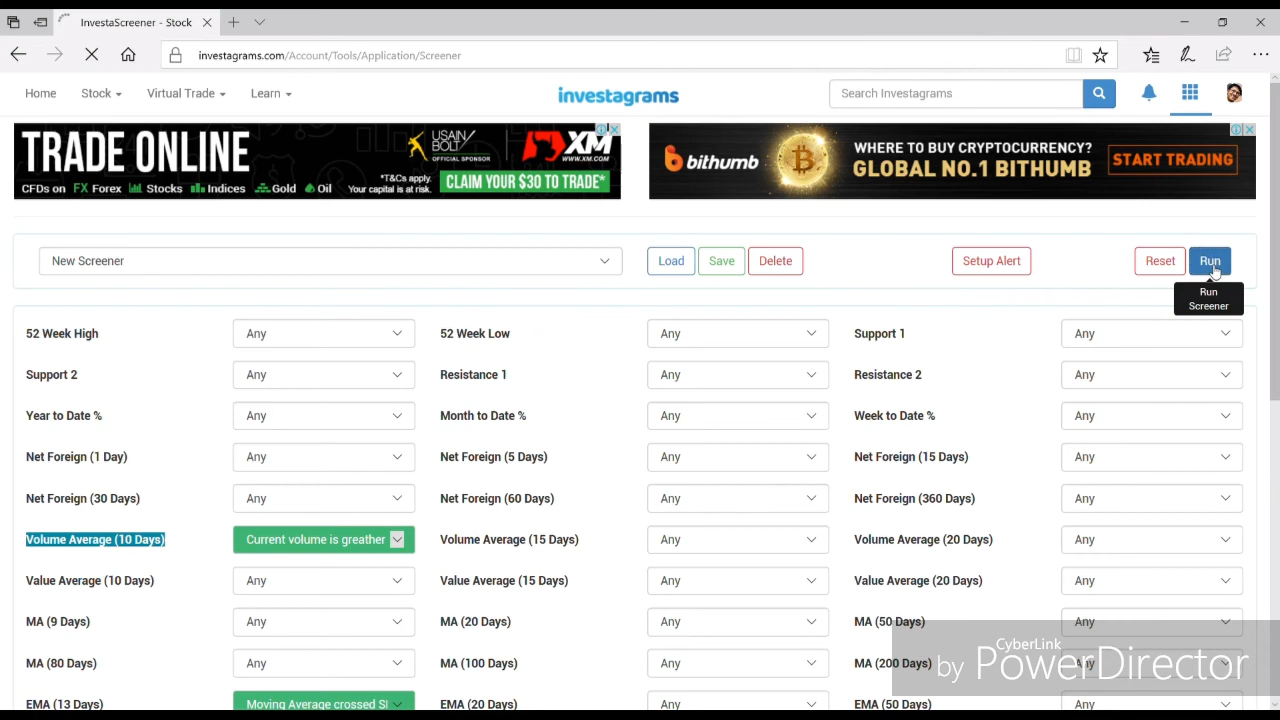 InvestaScreener - Stock
investagrams.com/Account/Tools/Application/Screener
Home Stock Virtual Trade Learn investagrams Search Investagrams
TRADE ONLINE
USAIN BOLT
OFFICIAL SPONSOR
XM
WWW.XM.COM
CFDs on FX Forex Stocks Indices Gold Oil
*T&Cs apply.
Your capital is at risk.
CLAIM YOUR $30 TO TRADE*
bithumb
WHERE TO BUY CRYPTOCURRENCY?
GLOBAL NO.1 BITHUMB
START TRADING
New Screener Load Save Delete Setup Alert Reset Run
Run
Screener
52 Week High Any 52 Week Low Any Support 1 Any
Support 2 Any Resistance 1 Any Resistance 2 Any
Year to Date % Any Month to Date % Any Week to Date % Any
Net Foreign (1 Day) Any Net Foreign (5 Days) Any Net Foreign (15 Days) Any
Net Foreign (30 Days) Any Net Foreign (60 Days) Any Net Foreign (360 Days) Any
Volume Average (10 Days) Current volume is greather Volume Average (15 Days) Any Volume Average (20 Days) Any
Value Average (10 Days) Any Value Average (15 Days) Any Value Average (20 Days) Any
MA (9 Days) Any MA (20 Days) Any MA (50 Days) Any
MA (80 Days) Any MA (100 Days) Any MA (200 Days) Any
EMA (13 Days) Moving Average crossed EMA (20 Days) Any EMA (50 Days) Any
CyberLink
by PowerDirector